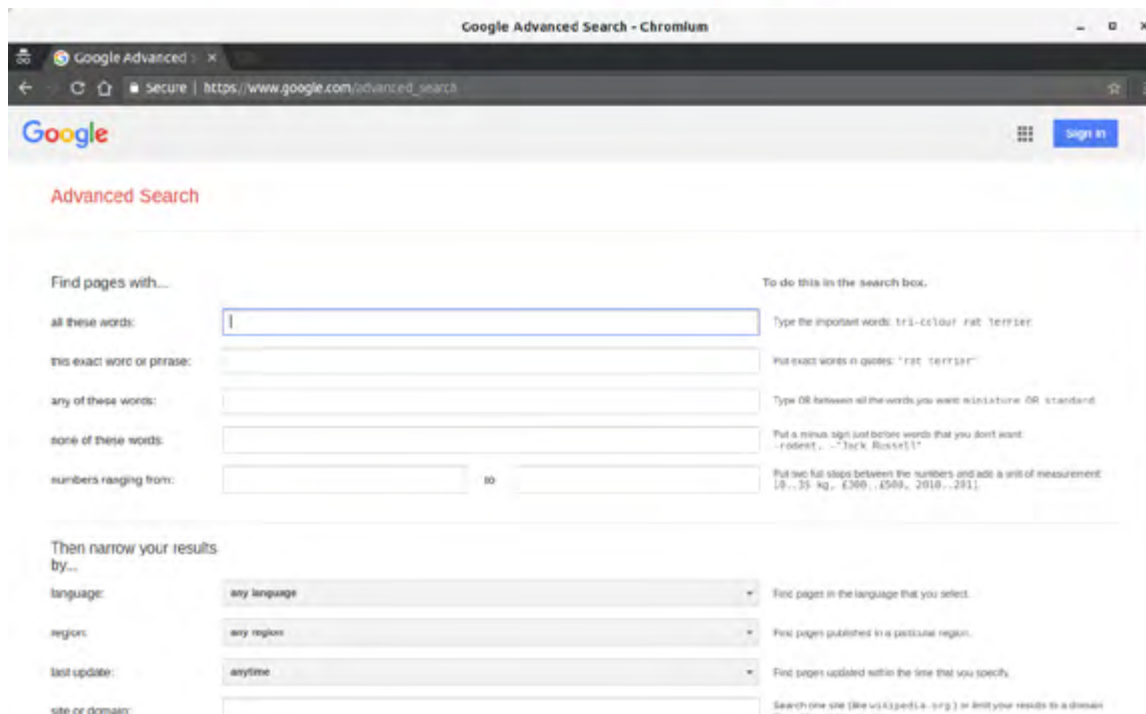 Google Advanced Search - Chromium
Google Advanced S
Secure | https://www.google.com/advanced_search
Google
Sign in
Advanced Search
Find pages with...
To do this in the search box.
all these words:
Type the important words: tri-colour rat terrier
this exact word or phrase:
Put exact words in quotes: "rat terrier"
any of these words:
Type OR between all the words you want: miniature OR standard
none of these words:
Put a minus sign just before words that you don't want:
-rodent, -"Jack Russell"
numbers ranging from:
to
Put two full stops between the numbers and add a unit of measurement:
10..35 kg, £300..£500, 2010..2011
Then narrow your results
by...
language:
any language
Find pages in the language that you select.
region:
any region
Find pages published in a particular region.
last update:
anytime
Find pages updated within the time that you specify.
site or domain:
Search one site (like wikipedia.org) or limit your results to a domain